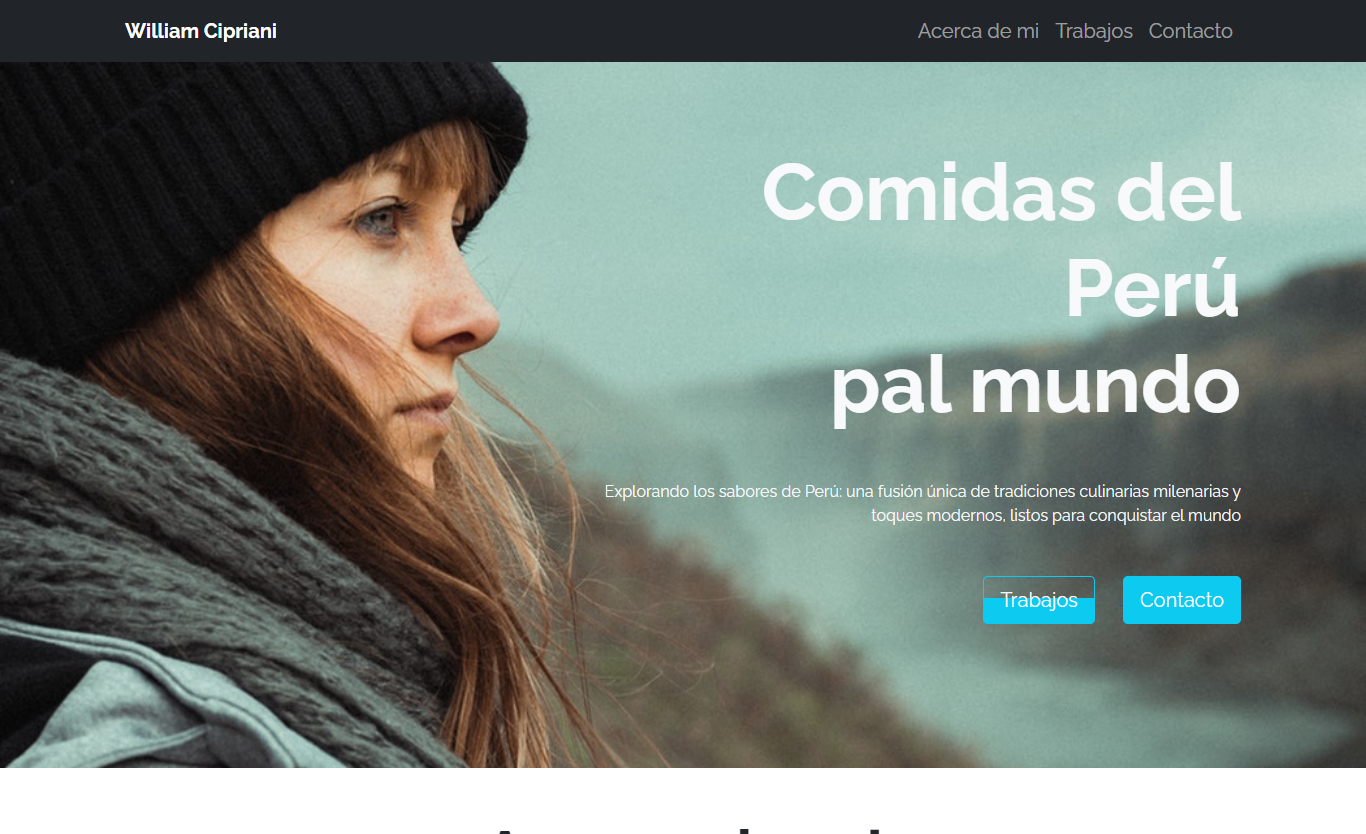 William Cipriani
Acerca de mi Trabajos Contacto
Comidas del
Perú
pal mundo
Explorando los sabores de Perú: una fusión única de tradiciones culinarias milenarias y
toques modernos, listos para conquistar el mundo
Trabajos Contacto